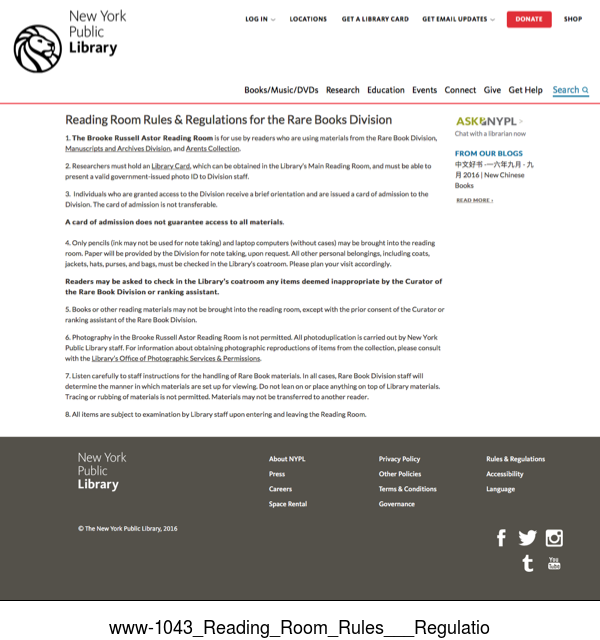 New York
Public
Library
LOG IN
LOCATIONS
GET A LIBRARY CARD
GET EMAIL UPDATES
DONATE
SHOP
Books/Music/DVDs
Research
Education
Events
Connect
Give
Get Help
Search
Reading Room Rules & Regulations for the Rare Books Division
1. The Brooke Russell Astor Reading Room is for use by readers who are using materials from the Rare Book Division,
Manuscripts and Archives Division, and Arents Collection.
2. Researchers must hold an Library Card, which can be obtained in the Library's Main Reading Room, and must be able to
present a valid government-issued photo ID to Division staff.
3. Individuals who are granted access to the Division receive a brief orientation and are issued a card of admission to the
Division. The card of admission is not transferable.
A card of admission does not guarantee access to all materials.
4. Only pencils (ink may not be used for note taking) and laptop computers (without cases) may be brought into the reading
room. Paper will be provided by the Division for note taking, upon request. All other personal belongings, including coats,
jackets, hats, purses, and bags, must be checked in the Library's coatroom. Please plan your visit accordingly.
Readers may be asked to check in the Library's coatroom any items deemed inappropriate by the Curator of
the Rare Book Division or ranking assistant.
5. Books or other reading materials may not be brought into the reading room, except with the prior consent of the Curator or
ranking assistant of the Rare Book Division.
6. Photography in the Brooke Russell Astor Reading Room is not permitted. All photoduplication is carried out by New York
Public Library staff. For information about obtaining photographic reproductions of items from the collection, please consult
with the Library's Office of Photographic Services & Permissions.
7. Listen carefully to staff instructions for the handling of Rare Book materials. In all cases, Rare Book Division staff will
determine the manner in which materials are set up for viewing. Do not lean on or place anything on top of Library materials.
Tracing or rubbing of materials is not permitted. Materials may not be transferred to another reader.
8. All items are subject to examination by Library staff upon entering and leaving the Reading Room.
ASK NYPL >
Chat with a librarian now
FROM OUR BLOGS
中文好书 - 一六年九月 - 九
月 2016 | New Chinese
Books
READ MORE ›
New York
Public
Library
About NYPL
Press
Careers
Space Rental
Privacy Policy
Other Policies
Terms & Conditions
Governance
Rules & Regulations
Accessibility
Language
© The New York Public Library, 2016
f
t
You
Tube
www-1043_Reading_Room_Rules___Regulatio